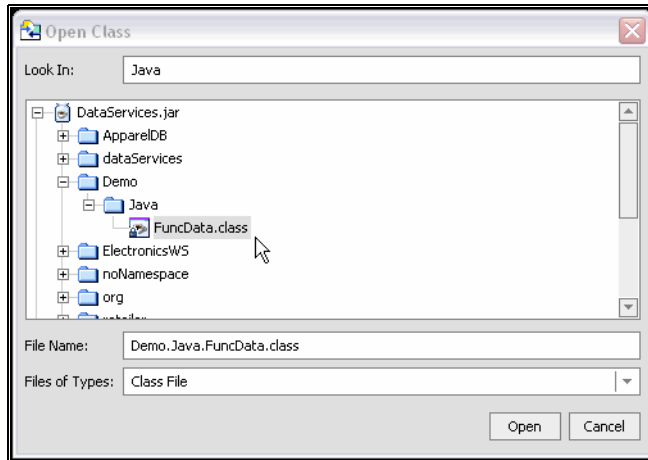 Open Class
Look In: Java
DataServices.jar
ApparelDB
dataServices
Demo
Java
FuncData.class
ElectronicsWS
noNamespace
org
File Name: Demo.Java.FuncData.class
Files of Types: Class File
Open Cancel